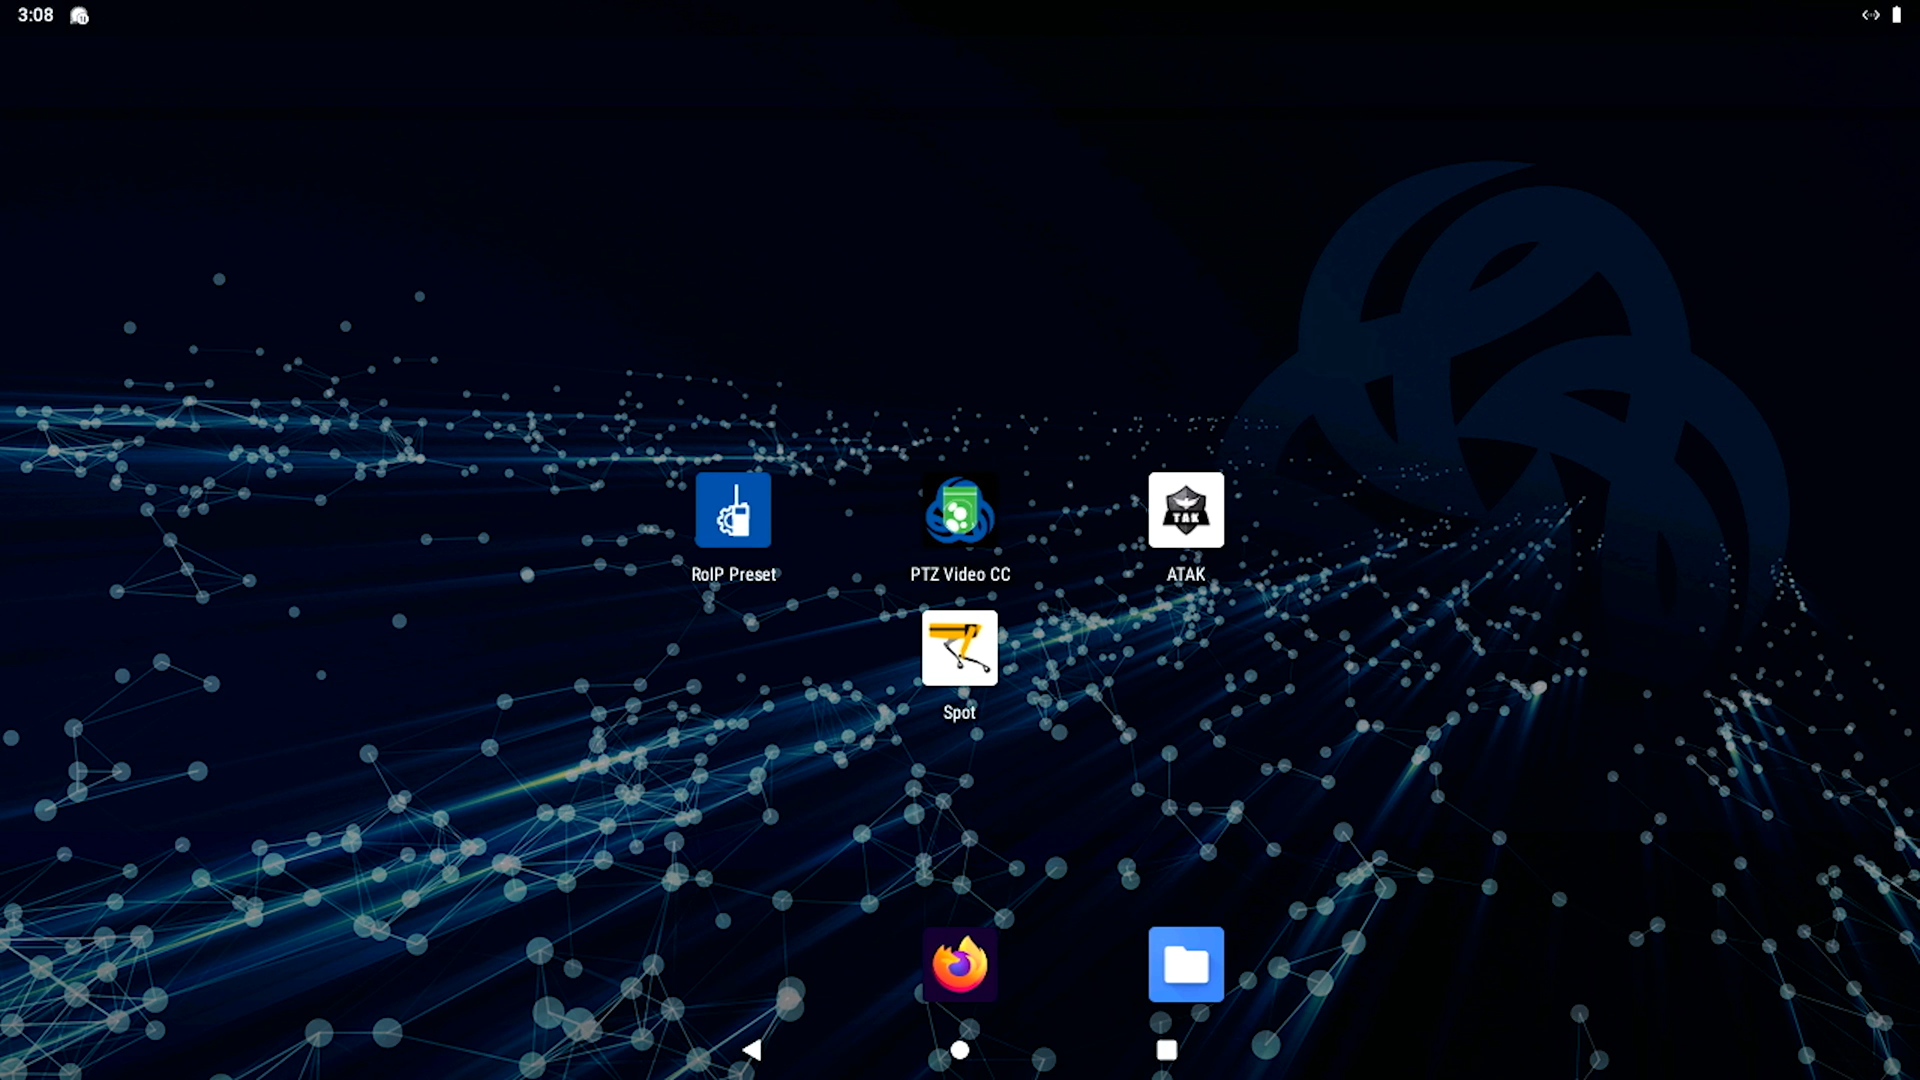 3:08
RoIP Preset
PTZ Video CC
TAK
ATAK
Spot